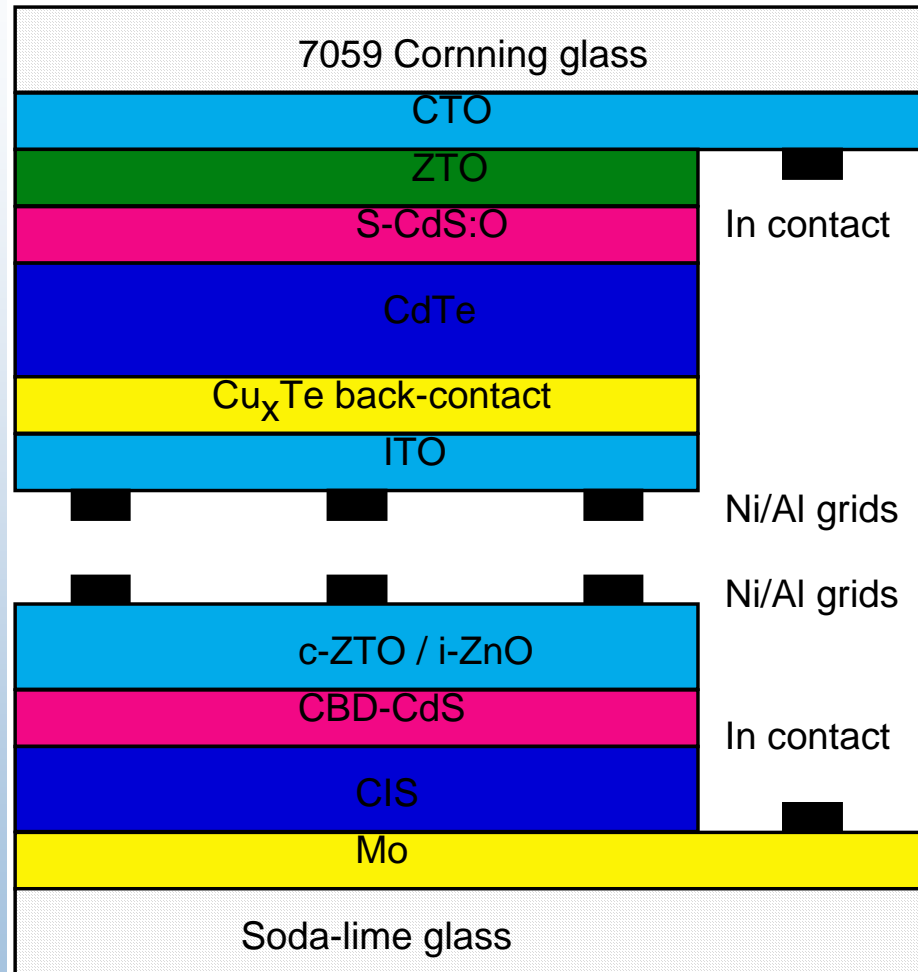 7059 Cornning glass
CTO
ZTO
S-CdS:O
In contact
CdTe
CuₓTe back-contact
ITO
Ni/Al grids
Ni/Al grids
c-ZTO / i-ZnO
CBD-CdS
In contact
CIS
Mo
Soda-lime glass